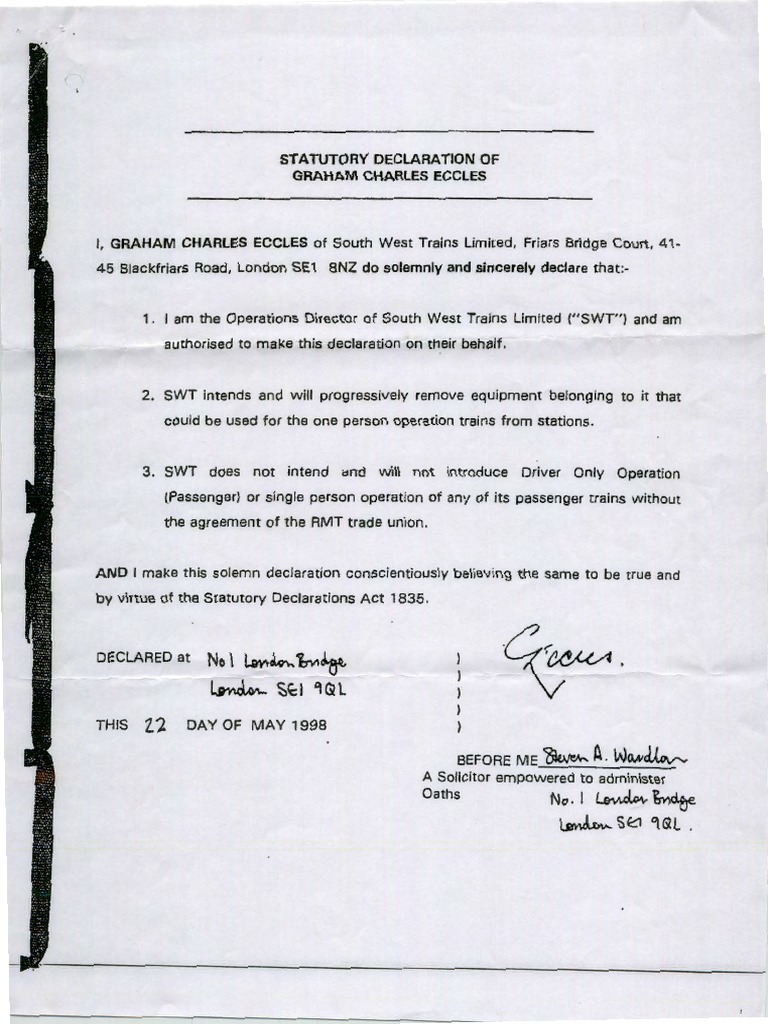 STATUTORY DECLARATION OF
GRAHAM CHARLES ECCLES
I, GRAHAM CHARLES ECCLES of South West Trains Limited, Friars Bridge Court, 41-
45 Blackfriars Road, London SE1 8NZ do solemnly and sincerely declare that:-
1. I am the Operations Director of South West Trains Limited ("SWT") and am
authorised to make this declaration on their behalf.
2. SWT intends and will progressively remove equipment belonging to it that
could be used for the one person operation trains from stations.
3. SWT does not intend and will not introduce Driver Only Operation
(Passenger) or single person operation of any of its passenger trains without
the agreement of the RMT trade union.
AND I make this solemn declaration conscientiously believing the same to be true and
by virtue of the Statutory Declarations Act 1835.
DECLARED at No 1 London Bridge ) Eccles.
London SE1 9QL )
THIS 22 DAY OF MAY 1998 )
BEFORE ME Steven A. Wardlaw
A Solicitor empowered to administer
Oaths No. 1 London Bridge
London SE1 9QL.